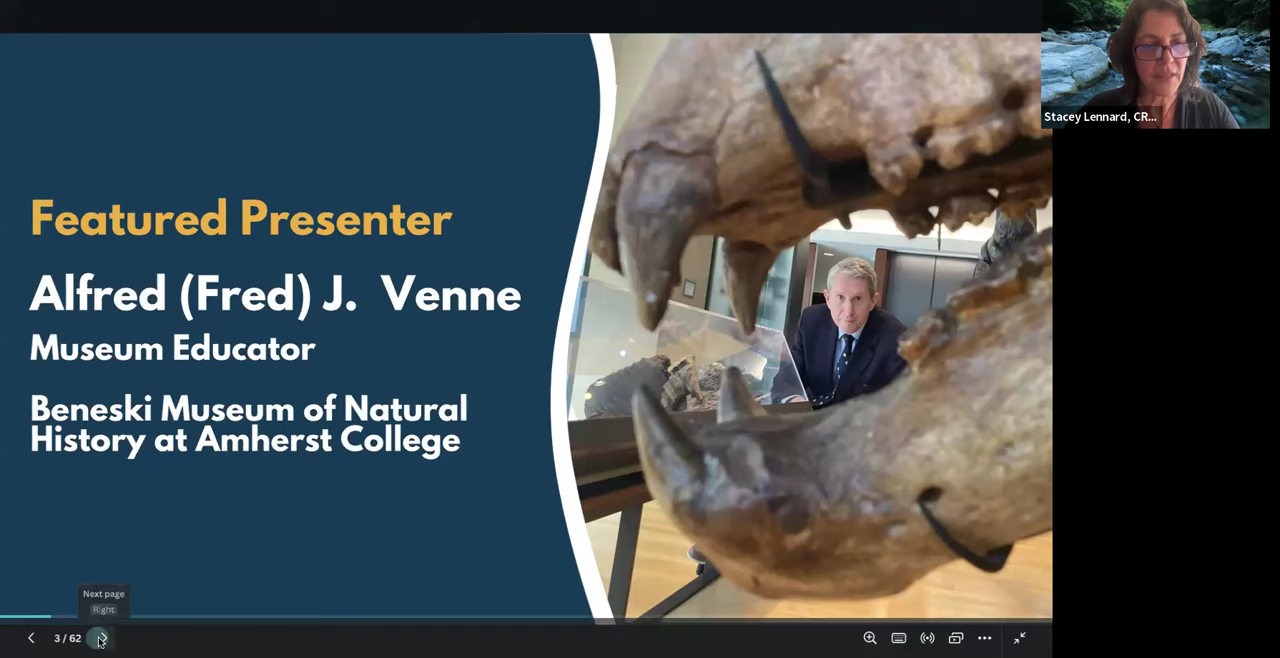 Featured Presenter
Alfred (Fred) J. Venne
Museum Educator
Beneski Museum of Natural
History at Amherst College
Stacey Lennard, CR...
Next page
Right
3 / 62